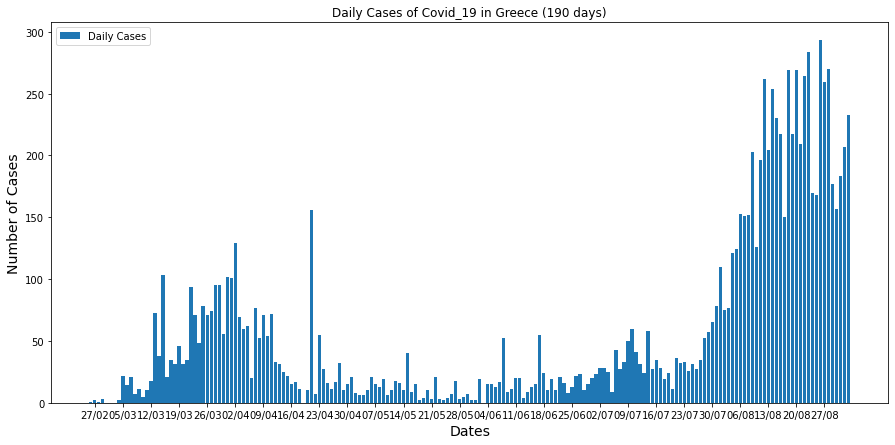 Daily Cases of Covid_19 in Greece (190 days)
Daily Cases
Number of Cases
300
250
200
150
100
50
0
27/02 05/03 12/03 19/03 26/03 02/04 09/04 16/04 23/04 30/04 07/05 14/05 21/05 28/05 04/06 11/06 18/06 25/06 02/07 09/07 16/07 23/07 30/07 06/08 13/08 20/08 27/08
Dates